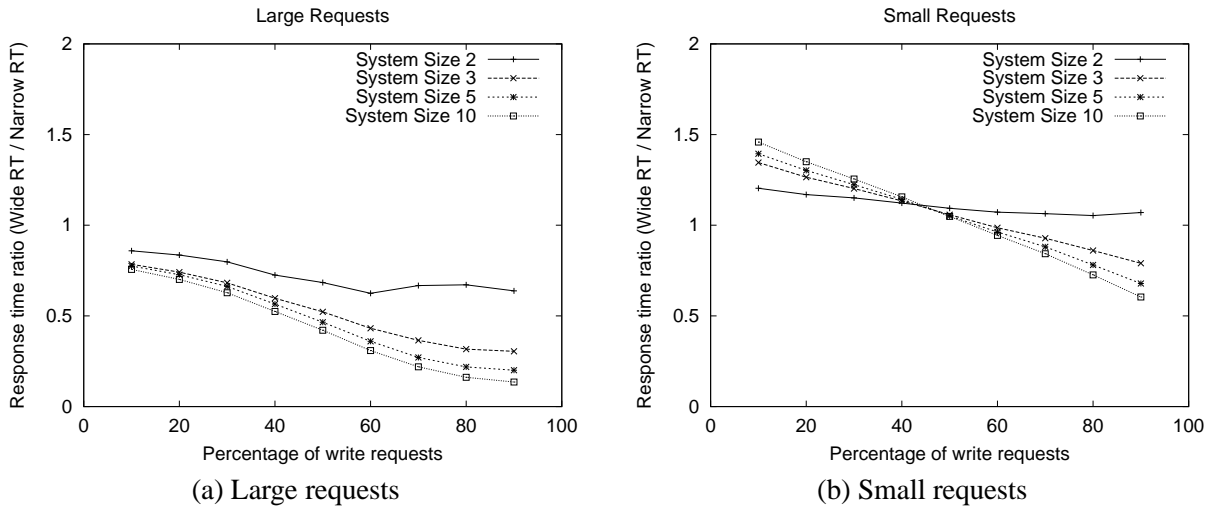 Large Requests
Response time ratio (Wide RT / Narrow RT)
2
1.5
1
0.5
0
System Size 2
System Size 3
System Size 5
System Size 10
0 20 40 60 80 100
Percentage of write requests
(a) Large requests
Small Requests
Response time ratio (Wide RT / Narrow RT)
2
1.5
1
0.5
0
System Size 2
System Size 3
System Size 5
System Size 10
0 20 40 60 80 100
Percentage of write requests
(b) Small requests